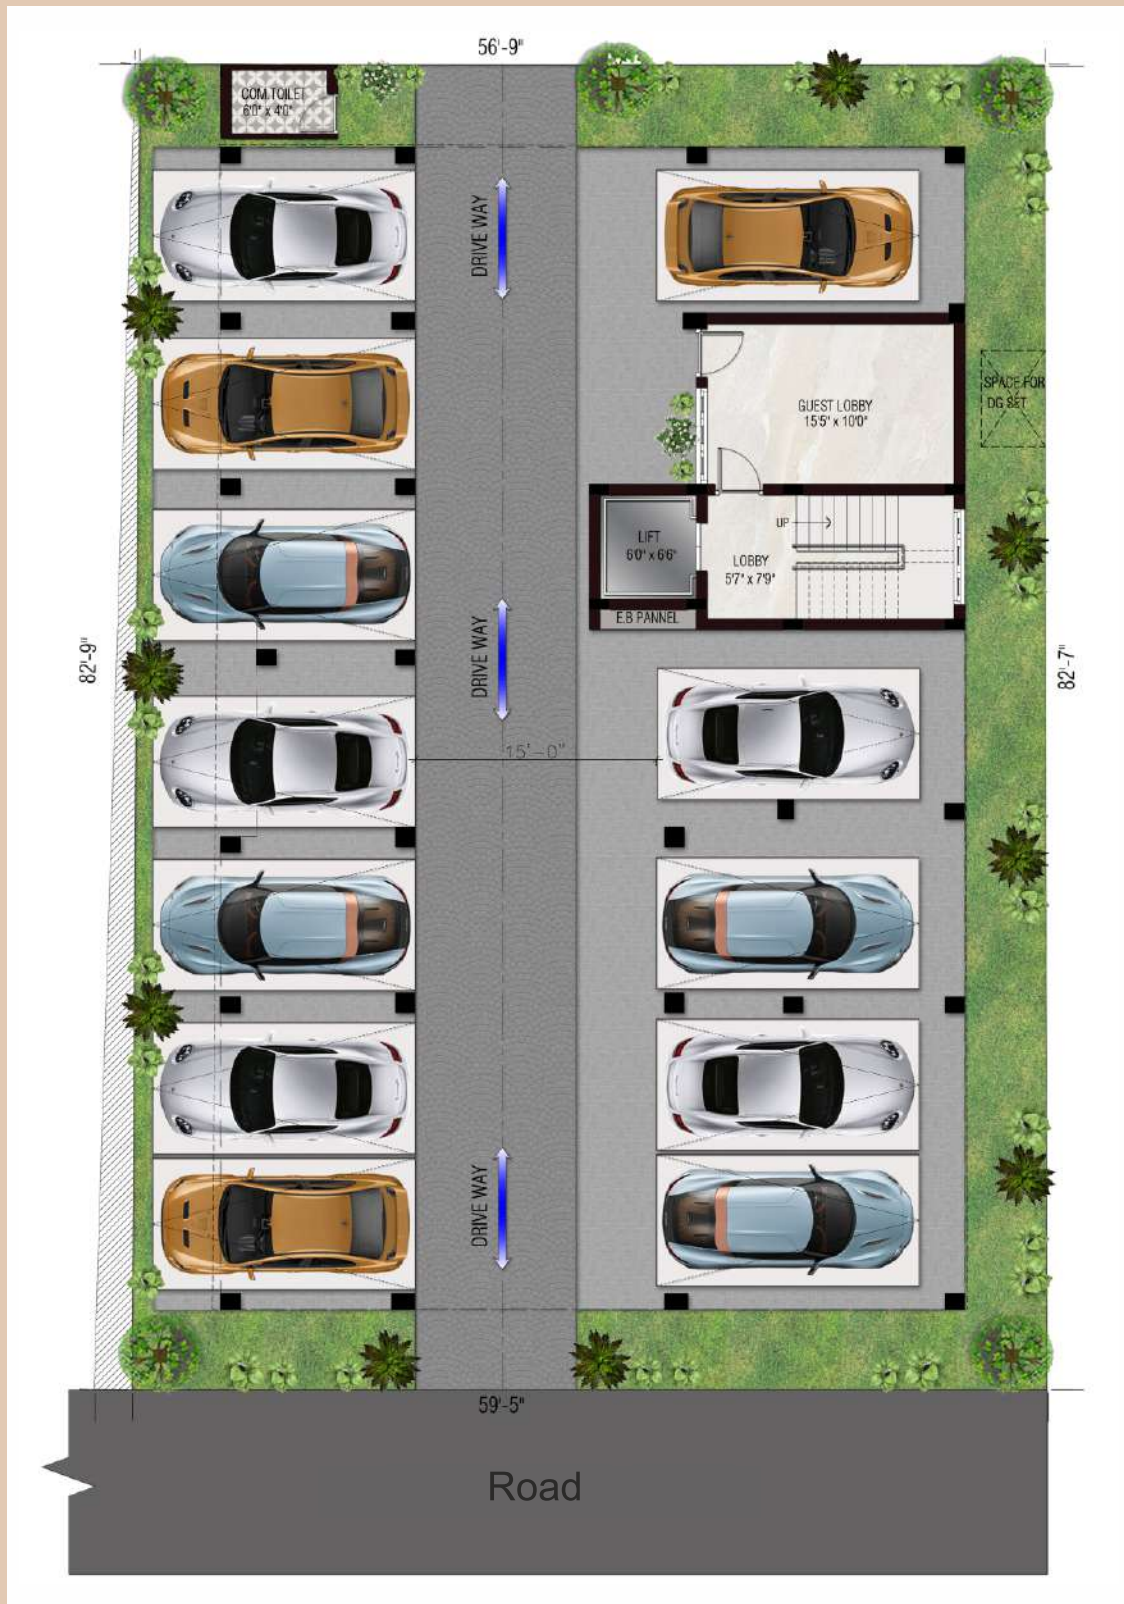 56'-9"
COM.TOILET
6'0" x 4'0"
DRIVE WAY
SPACE FOR
DG SET
GUEST LOBBY
15'5" x 10'0"
UP
LIFT
6'0" x 6'6"
LOBBY
5'7" x 7'9"
E.B PANNEL
DRIVE WAY
82'-9"
82'-7"
15'-0"
DRIVE WAY
59'-5"
Road